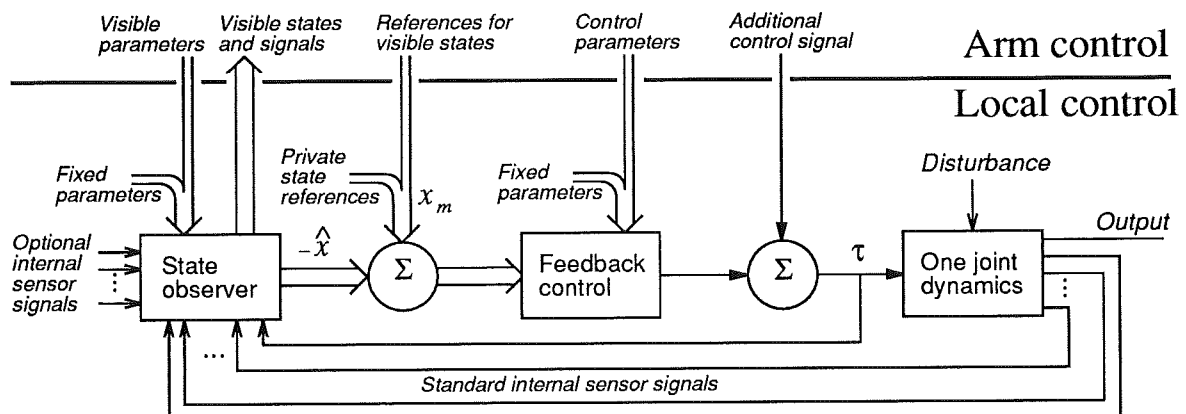 Visible
parameters
Visible states
and signals
References for
visible states
Control
parameters
Additional
control signal
Arm control
Local control
Fixed
parameters
Private
state
references
x_m
Fixed
parameters
Disturbance
Optional
internal
sensor
signals
State
observer
-x̂
Σ
Feedback
control
Σ
τ
One joint
dynamics
Output
...
Standard internal sensor signals